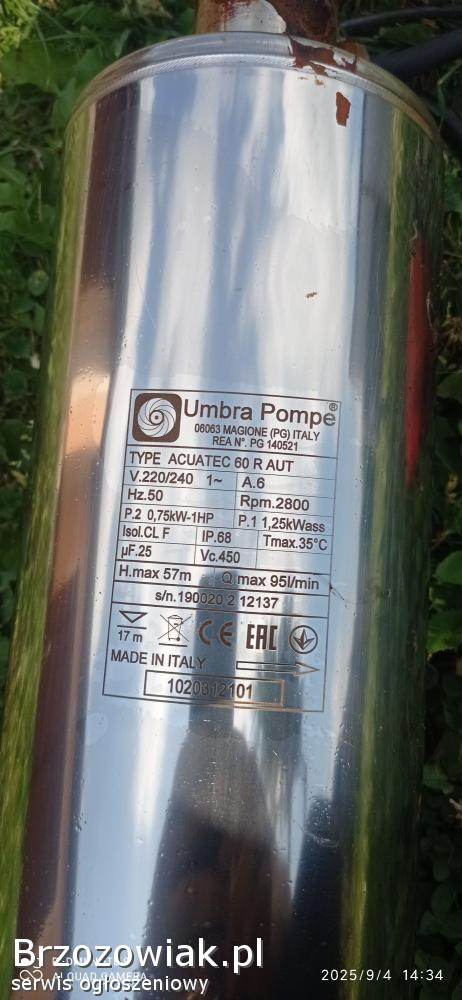 Umbra Pompe®
06063 MAGIONE (PG) ITALY
REA N°. PG 140521
TYPE ACUATEC 60 R AUT
V.220/240 1~ A.6
Hz.50 Rpm.2800
P.2 0,75kW-1HP P.1 1,25kWass
Isol.CL F IP.68 Tmax.35°C
µF.25 Vc.450
H.max 57m Q max 95l/min
s/n.190020 2 12137
17 m CE EAC
MADE IN ITALY
1020312101
Brzozowiak.pl
AI QUAD CAMERA
serwis ogłoszeniowy
2025/9/4 14:34